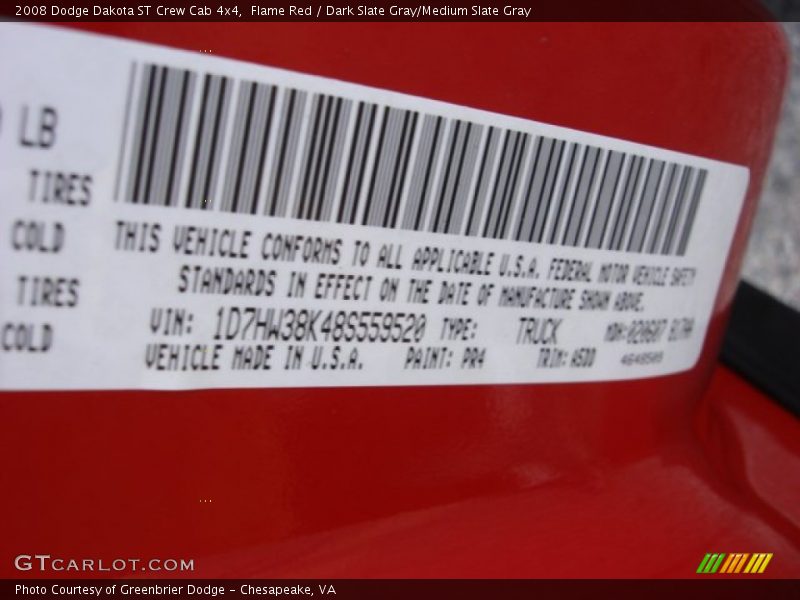 2008 Dodge Dakota ST Crew Cab 4x4,  Flame Red / Dark Slate Gray/Medium Slate Gray
LB
TIRES
COLD
TIRES
COLD
THIS VEHICLE CONFORMS TO ALL APPLICABLE U.S.A. FEDERAL MOTOR VEHICLE SAFETY
STANDARDS IN EFFECT ON THE DATE OF MANUFACTURE SHOWN ABOVE.
VIN: 1D7HW38K48S559520 TYPE: TRUCK MDH:
VEHICLE MADE IN U.S.A. PAINT: PR4 TRIM:
GTCARLOT.COM
Photo Courtesy of Greenbrier Dodge - Chesapeake, VA